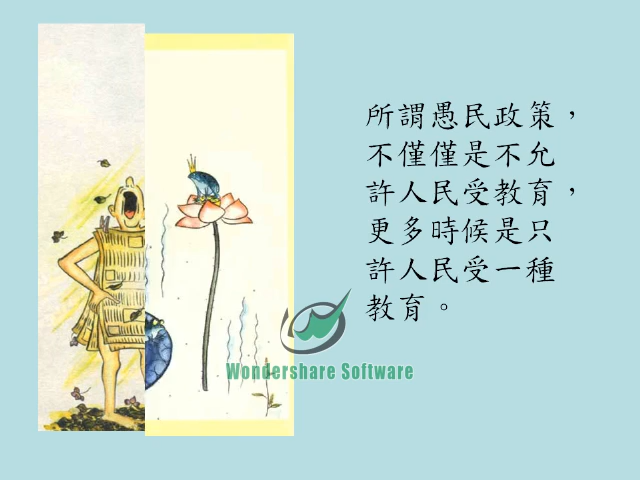 所謂愚民政策，
不僅僅是不允
許人民受教育，
更多時候是只
許人民受一種
教育。
Wondershare Software